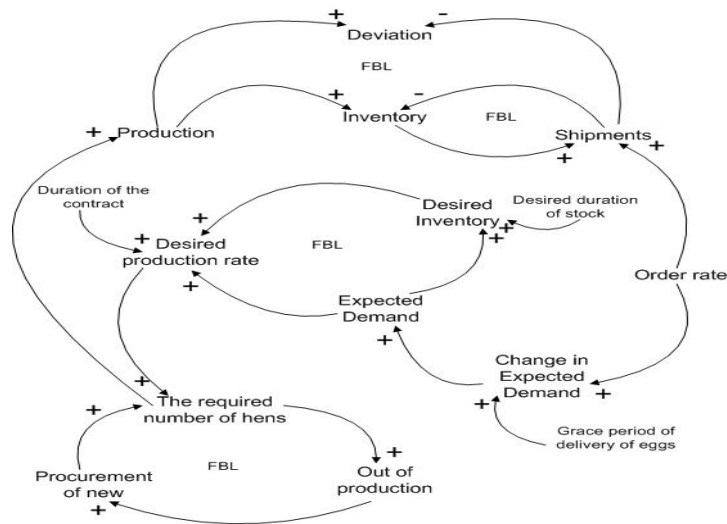 +
-
Deviation
FBL
+
-
+
Production
Inventory
FBL
Shipments
+
+
Duration of the
contract
Desired
Inventory
+
+
Desired duration
of stock
+
+
Desired
production rate
FBL
+
Order rate
Expected
Demand
+
Change in
Expected
Demand
+
+
+
The required
number of hens
+
Grace period of
delivery of eggs
+
Procurement
of new
FBL
Out of
production
+